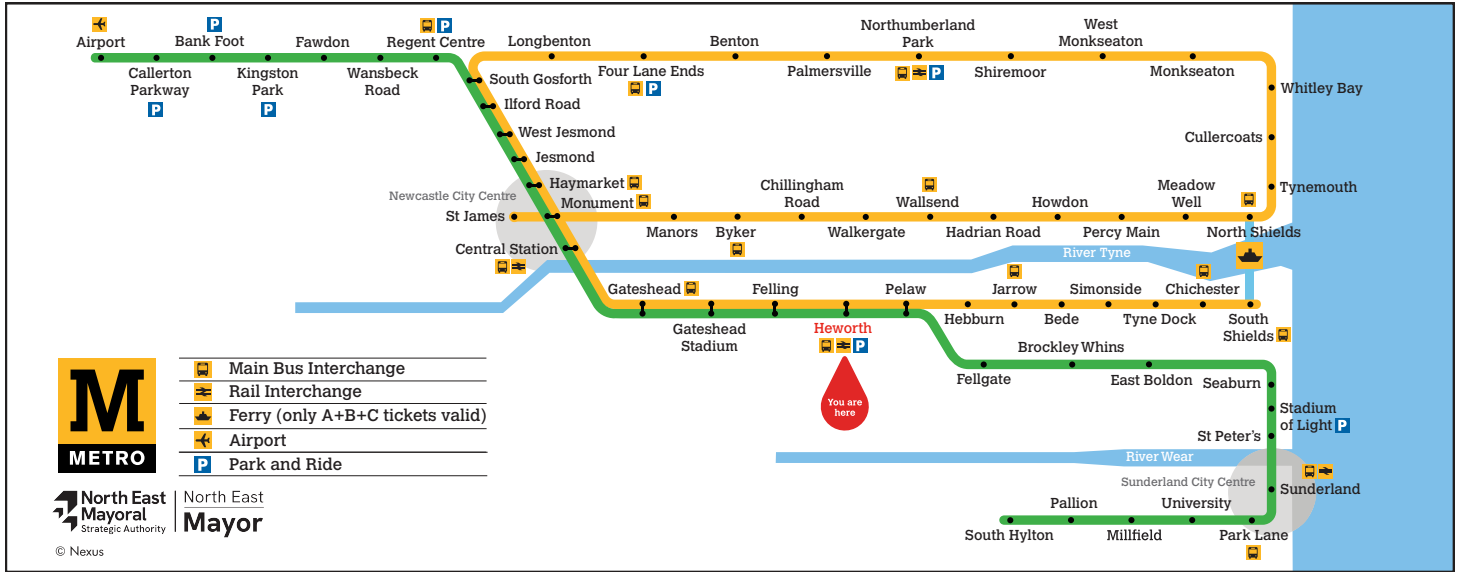 Airport
Callerton
Parkway
P
Bank Foot
P
Kingston
Park
P
Fawdon
Wansbeck
Road
Regent Centre
P
Longbenton
Four Lane Ends
P
Benton
Palmersville
Northumberland
Park
P
Shiremoor
West
Monkseaton
Monkseaton
Whitley Bay
Cullercoats
Tynemouth
South Gosforth
Ilford Road
West Jesmond
Jesmond
Haymarket
Newcastle City Centre
Monument
St James
Central Station
Manors
Byker
Chillingham
Road
Walkergate
Wallsend
Hadrian Road
Howdon
Percy Main
Meadow
Well
North Shields
River Tyne
Gateshead
Gateshead
Stadium
Felling
Heworth
P
You are
here
Pelaw
Hebburn
Jarrow
Bede
Simonside
Tyne Dock
Chichester
South
Shields
Fellgate
Brockley Whins
East Boldon
Seaburn
Stadium
of Light P
St Peter's
River Wear
Sunderland City Centre
Sunderland
Park Lane
University
Millfield
Pallion
South Hylton
M
METRO
Main Bus Interchange
Rail Interchange
Ferry (only A+B+C tickets valid)
Airport
P Park and Ride
North East
Mayoral
Strategic Authority
North East
Mayor
© Nexus